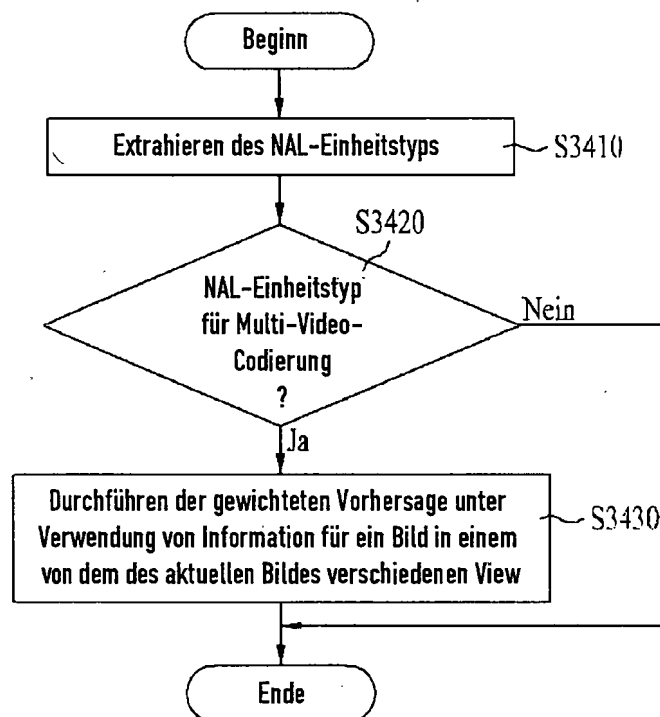 Beginn
Extrahieren des NAL-Einheitstyps
S3410
S3420
NAL-Einheitstyp
für Multi-Video-
Codierung
?
Nein
Ja
Durchführen der gewichteten Vorhersage unter
Verwendung von Information für ein Bild in einem
von dem des aktuellen Bildes verschiedenen View
S3430
Ende